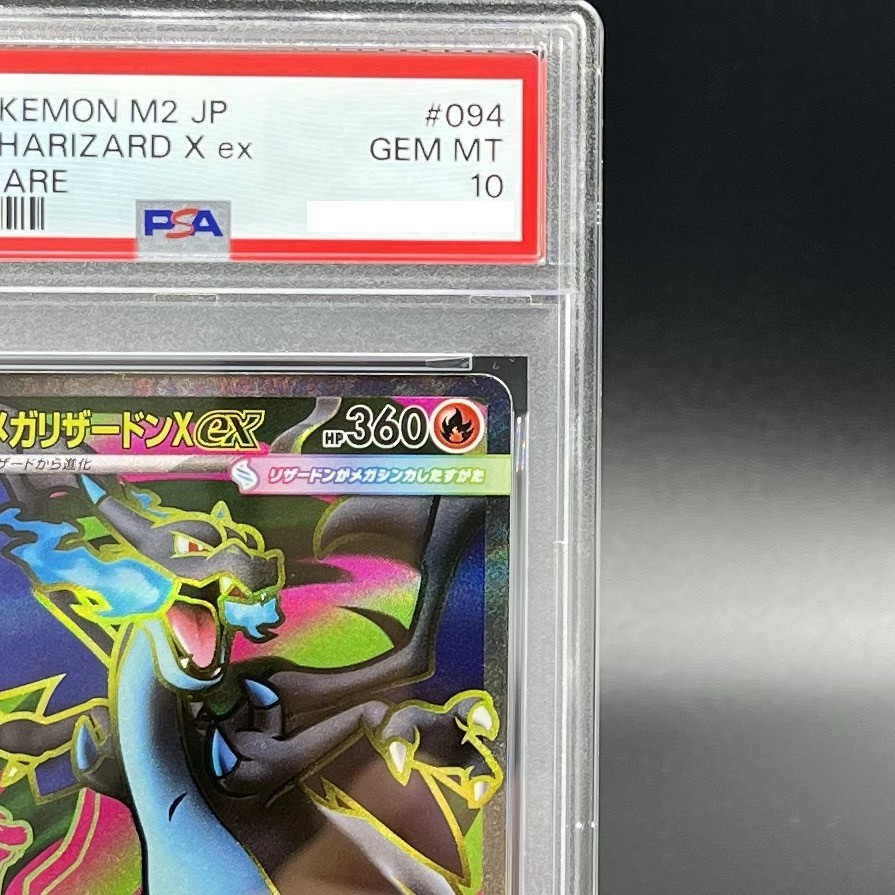 KEMON M2 JP #094
HARIZARD X ex GEM MT
ARE 10
PSA
メガリザードンXex HP360
ザードから進化
リザードンがメガシンカしたすがた